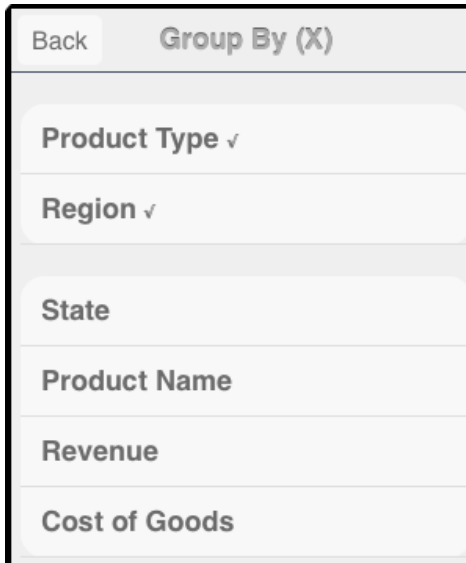 Back Group By (X)
Product Type √
Region √
State
Product Name
Revenue
Cost of Goods